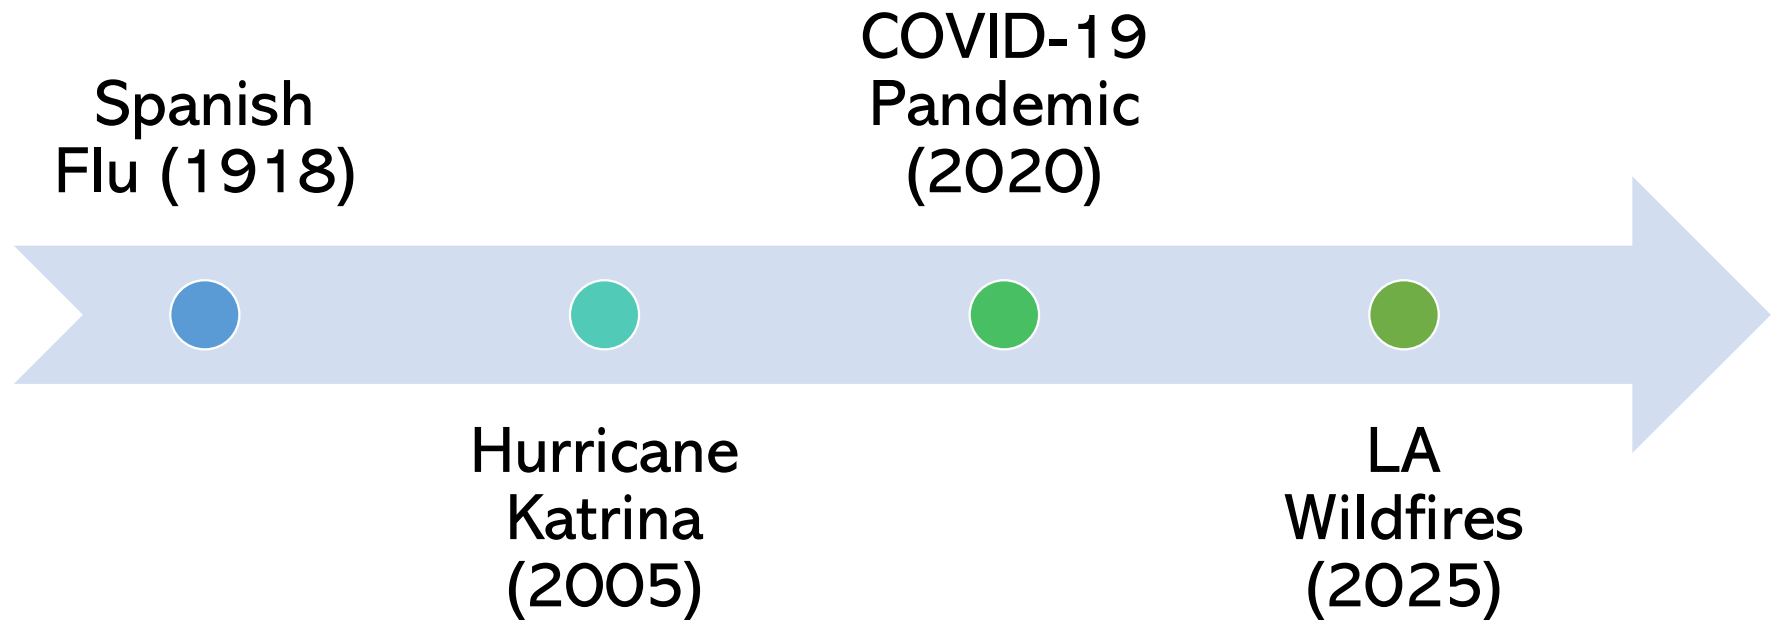 Spanish
Flu (1918)
Hurricane
Katrina
(2005)
COVID-19
Pandemic
(2020)
LA
Wildfires
(2025)